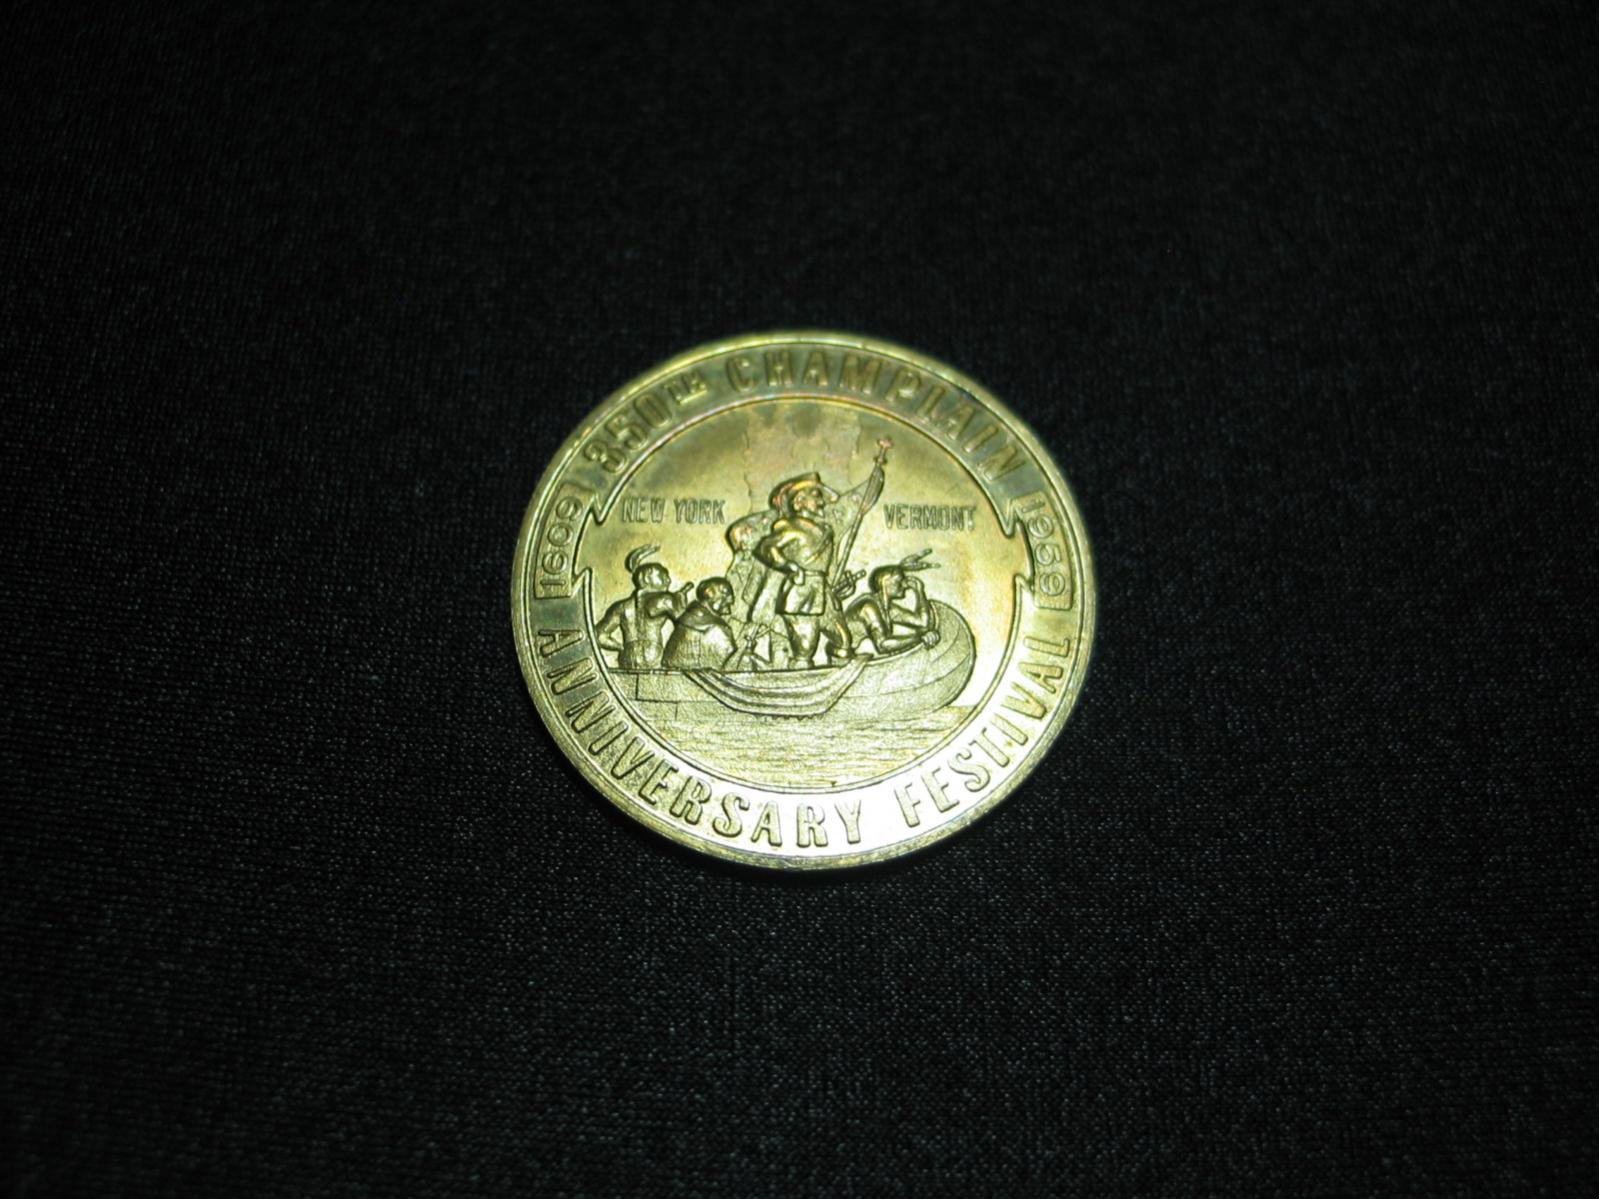 350TH CHAMPLAIN
NEW YORK
VERMONT
1609
1959
ANNIVERSARY FESTIVAL